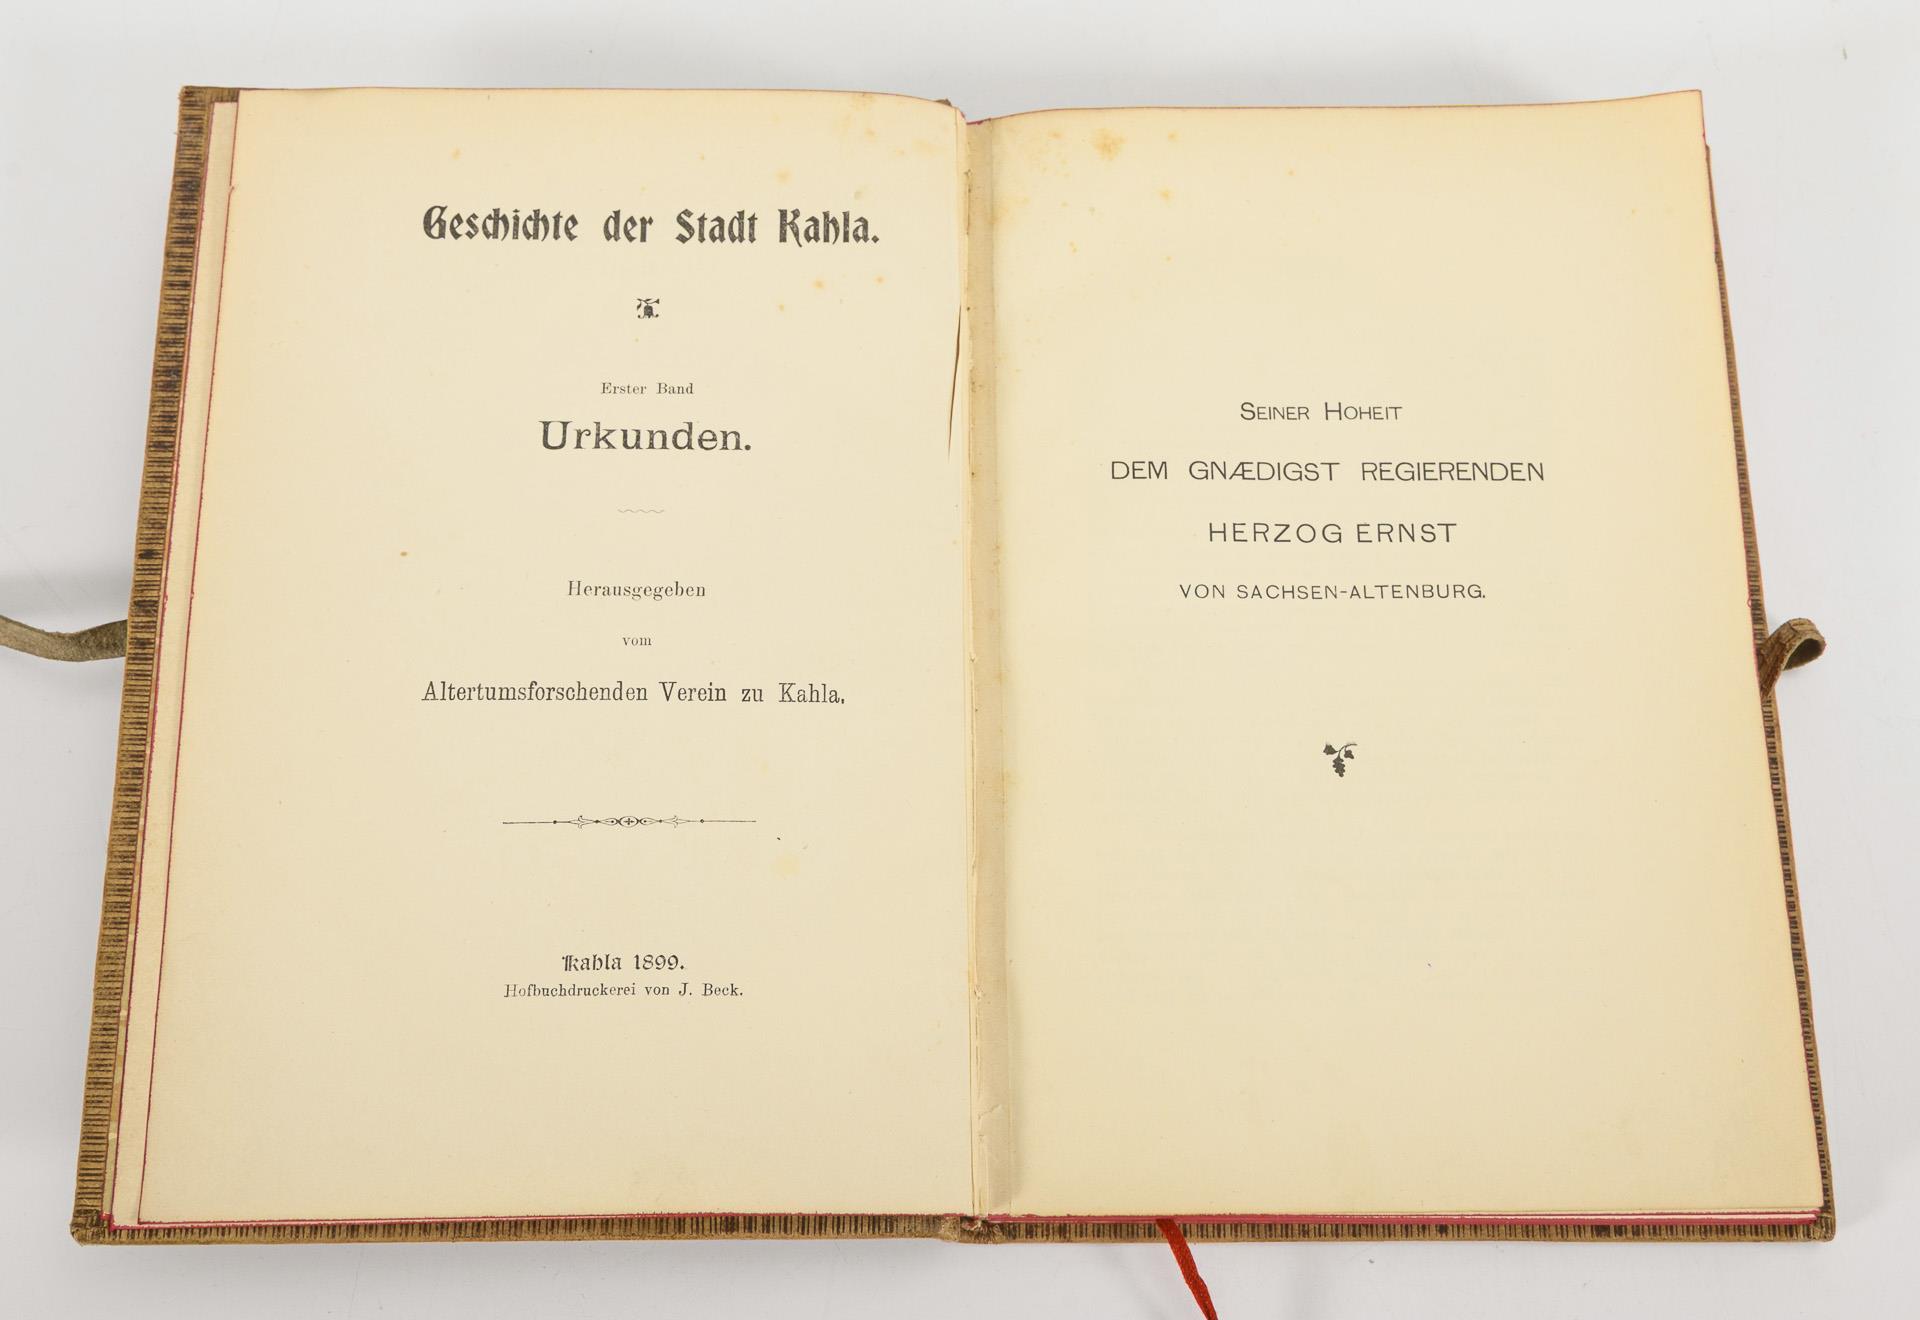 Geschichte der Stadt Kahla.
Erster Band
Urkunden.
Herausgegeben
vom
Altertumsforschenden Verein zu Kahla.
Kahla 1899.
Hofbuchdruckerei von J. Beck.
SEINER HOHEIT
DEM GNÆDIGST REGIERENDEN
HERZOG ERNST
VON SACHSEN-ALTENBURG.